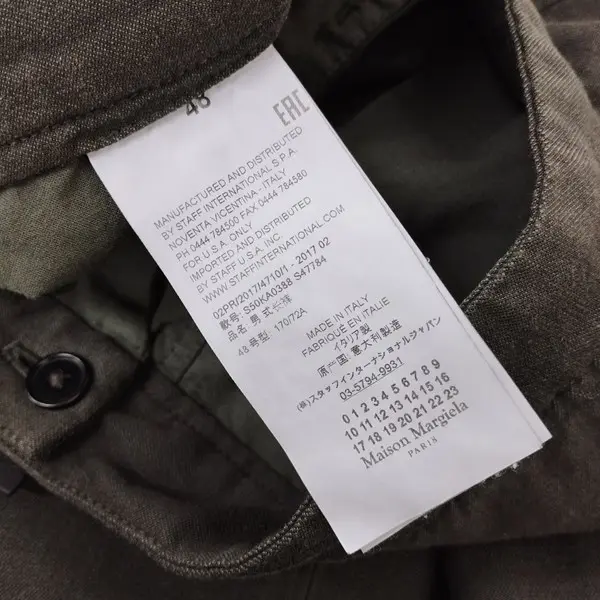 48
EAC
MANUFACTURED AND DISTRIBUTED
BY STAFF INTERNATIONAL S.P.A.
NOVENTA VICENTINA - ITALY
PH 0444 784500 FAX 0444 784580
FOR U.S.A. ONLY
IMPORTED AND DISTRIBUTED
BY STAFF U.S.A. INC.
WWW.STAFFINTERNATIONAL.COM
02PR/2017/4710/1 - 2017 02
款号: S50KA0388 S47784
品名: 男式长裤
48 号型: 170/72A
MADE IN ITALY
FABRIQUÉ EN ITALIE
イタリア製
原産国 意大利製造
(株)スタッフインターナショナルジャパン
03-5794-9931
0 1 2 3 4 5 6 7 8 9
10 11 12 13 14 15 16
17 18 19 20 21 22 23
Maison Margiela
PARIS